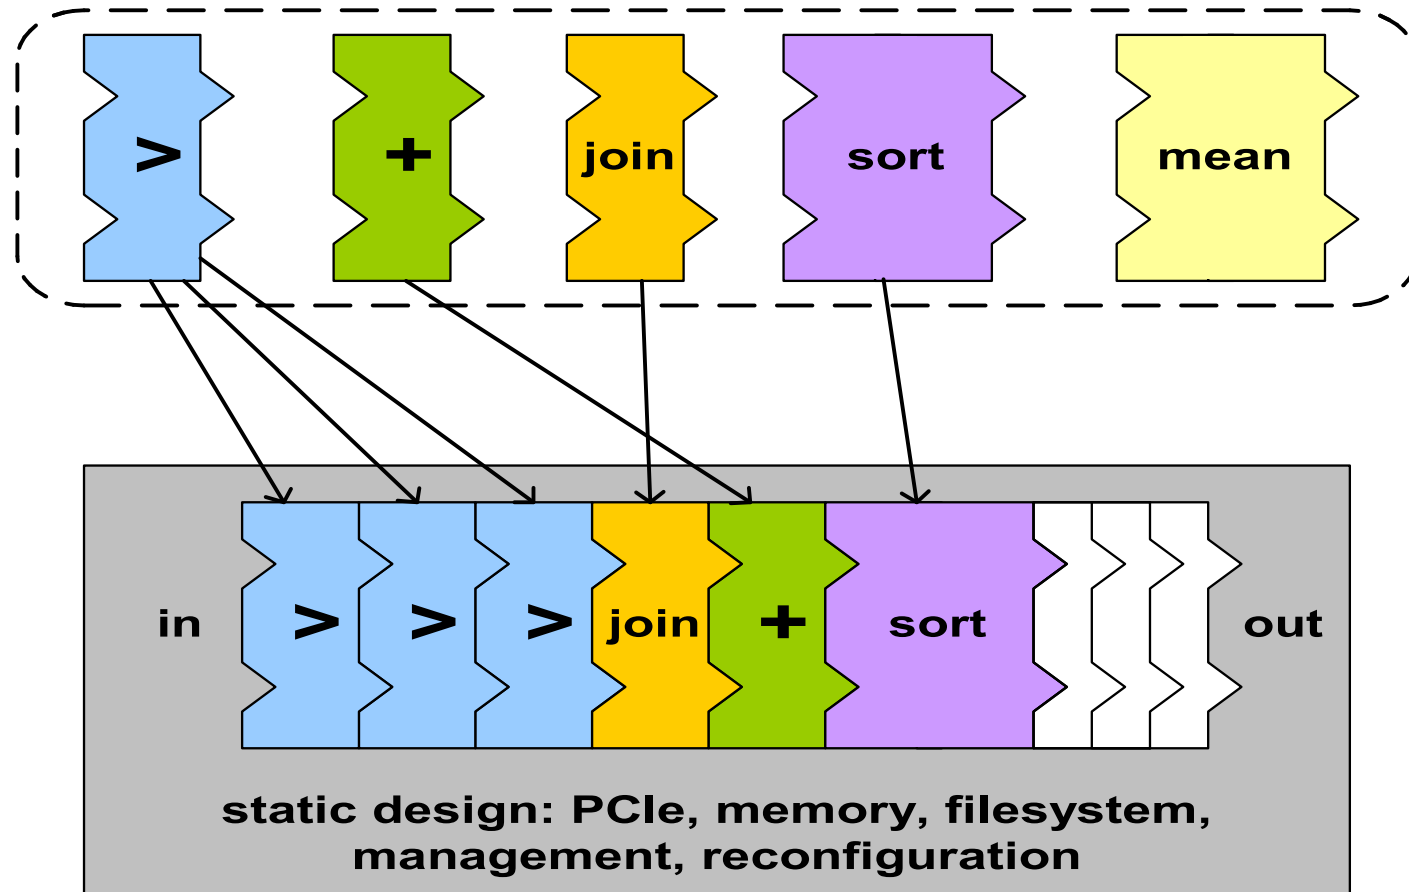 > + join sort mean
in > > > join + sort out
static design: PCIe, memory, filesystem,
management, reconfiguration